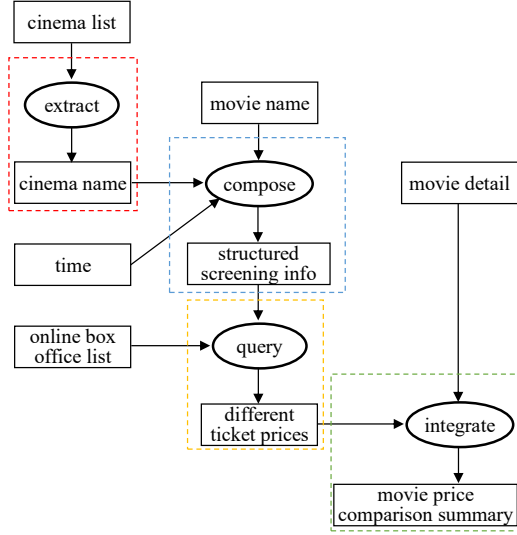 cinema list
extract
movie name
cinema name
compose
movie detail
time
structured
screening info
online box
office list
query
different
ticket prices
integrate
movie price
comparison summary